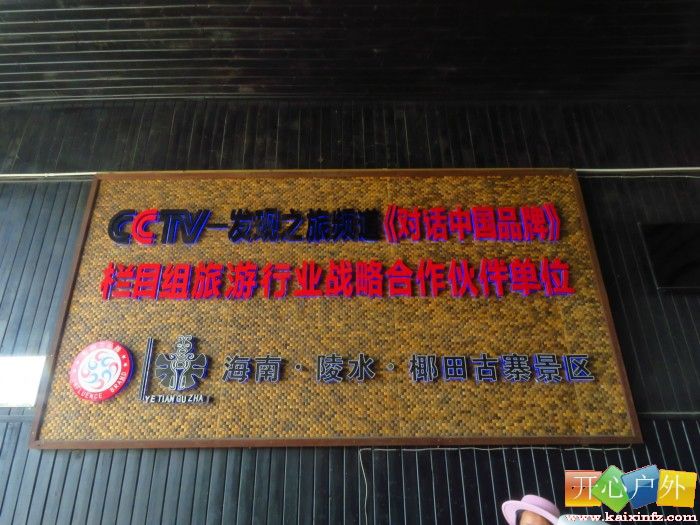 CCTV—发现之旅频道《对话中国品牌》
栏目组旅游行业战略合作伙伴单位
YE TIAN GU ZHAI
海南·陵水·椰田古寨景区
开心户外
www.kaixinfz.com